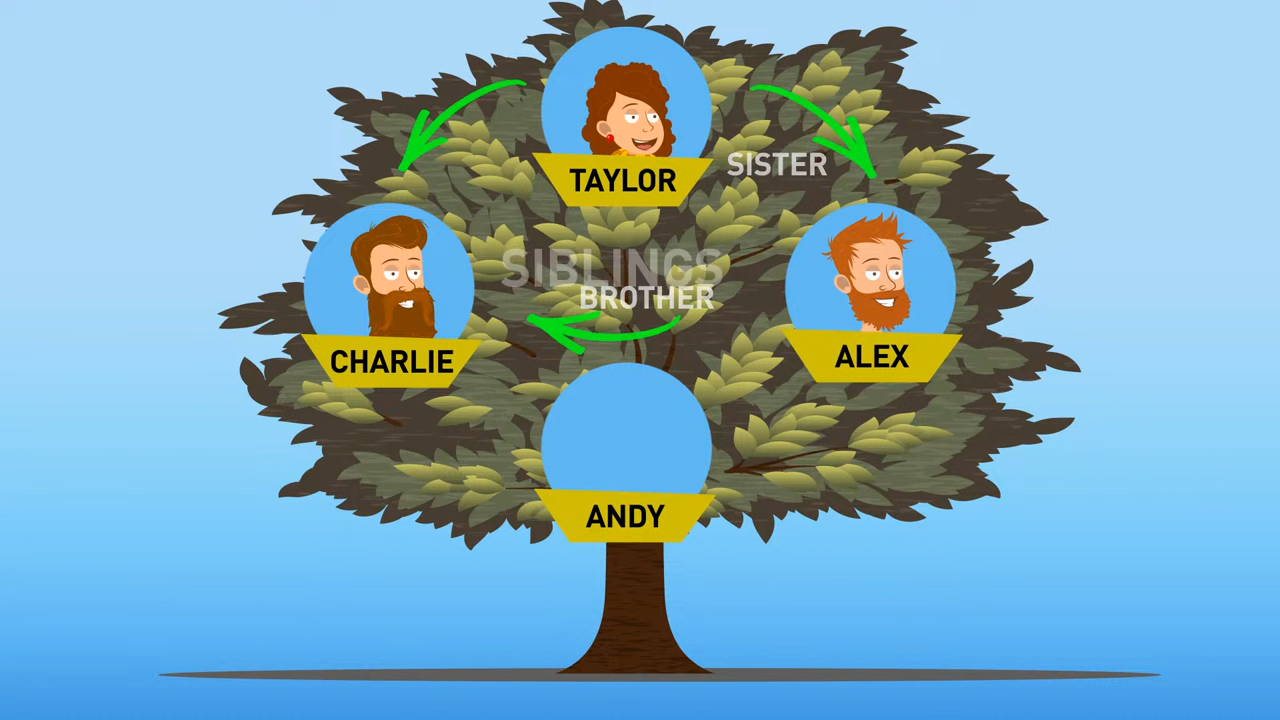 TAYLOR
SISTER
SIBLINGS
BROTHER
CHARLIE
ALEX
ANDY